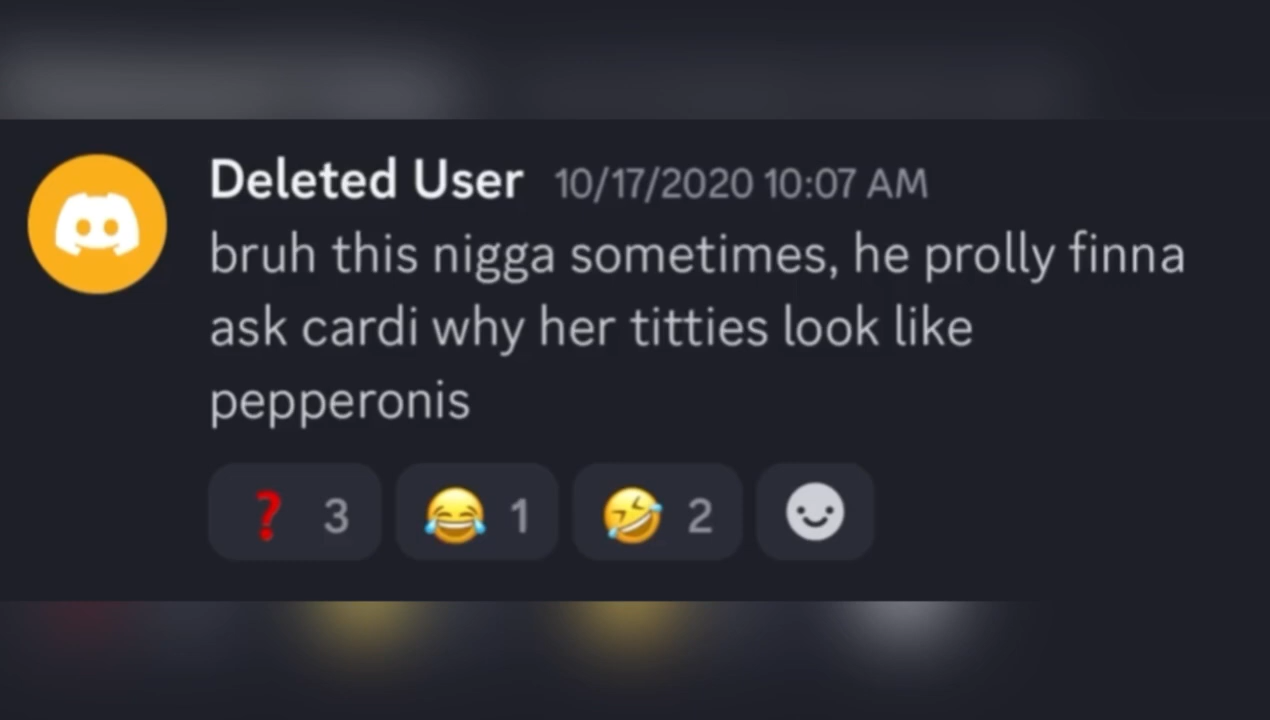 Deleted User 10/17/2020 10:07 AM
bruh this nigga sometimes, he prolly finna
ask cardi why her titties look like
pepperonis
❓ 3 😂 1 🤣 2